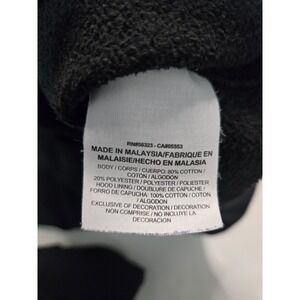 RN#56323 - CA#05553
MADE IN MALAYSIA/FABRIQUE EN
MALAISIE/HECHO EN MALASIA
BODY / CORPS / CUERPO: 80% COTTON /
COTON / ALGODON
20% POLYESTER / POLYESTER / POLIESTER
HOOD LINING / DOUBLURE DE CAPUCHE /
FORRO DE CAPUCHA: 100% COTTON / COTON
/ ALGODON
EXCLUSIVE OF DECORATION / DECORATION
NON COMPRISE / NO INCLUYE LA
DECORACION